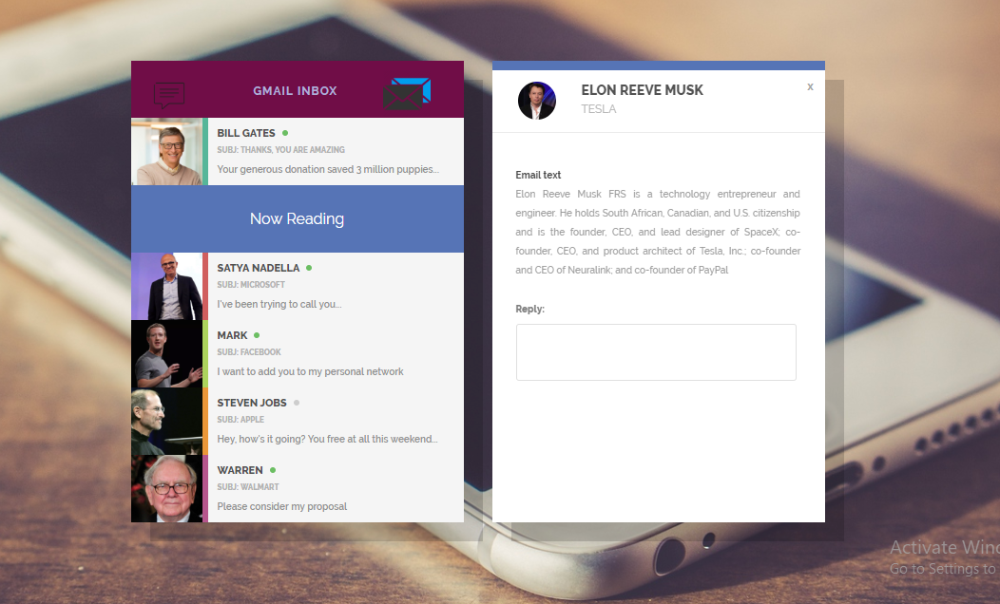 GMAIL INBOX
BILL GATES
SUBJ: THANKS, YOU ARE AMAZING
Your generous donation saved 3 million puppies...
Now Reading
SATYA NADELLA
SUBJ: MICROSOFT
I've been trying to call you...
MARK
SUBJ: FACEBOOK
I want to add you to my personal network
STEVEN JOBS
SUBJ: APPLE
Hey, how's it going? You free at all this weekend...
WARREN
SUBJ: WALMART
Please consider my proposal
ELON REEVE MUSK
x
TESLA
Email text
Elon Reeve Musk FRS is a technology entrepreneur and
engineer. He holds South African, Canadian, and U.S. citizenship
and is the founder, CEO, and lead designer of SpaceX; co-
founder, CEO, and product architect of Tesla, Inc.; co-founder
and CEO of Neuralink; and co-founder of PayPal
Reply:
Activate Wind
Go to Settings to